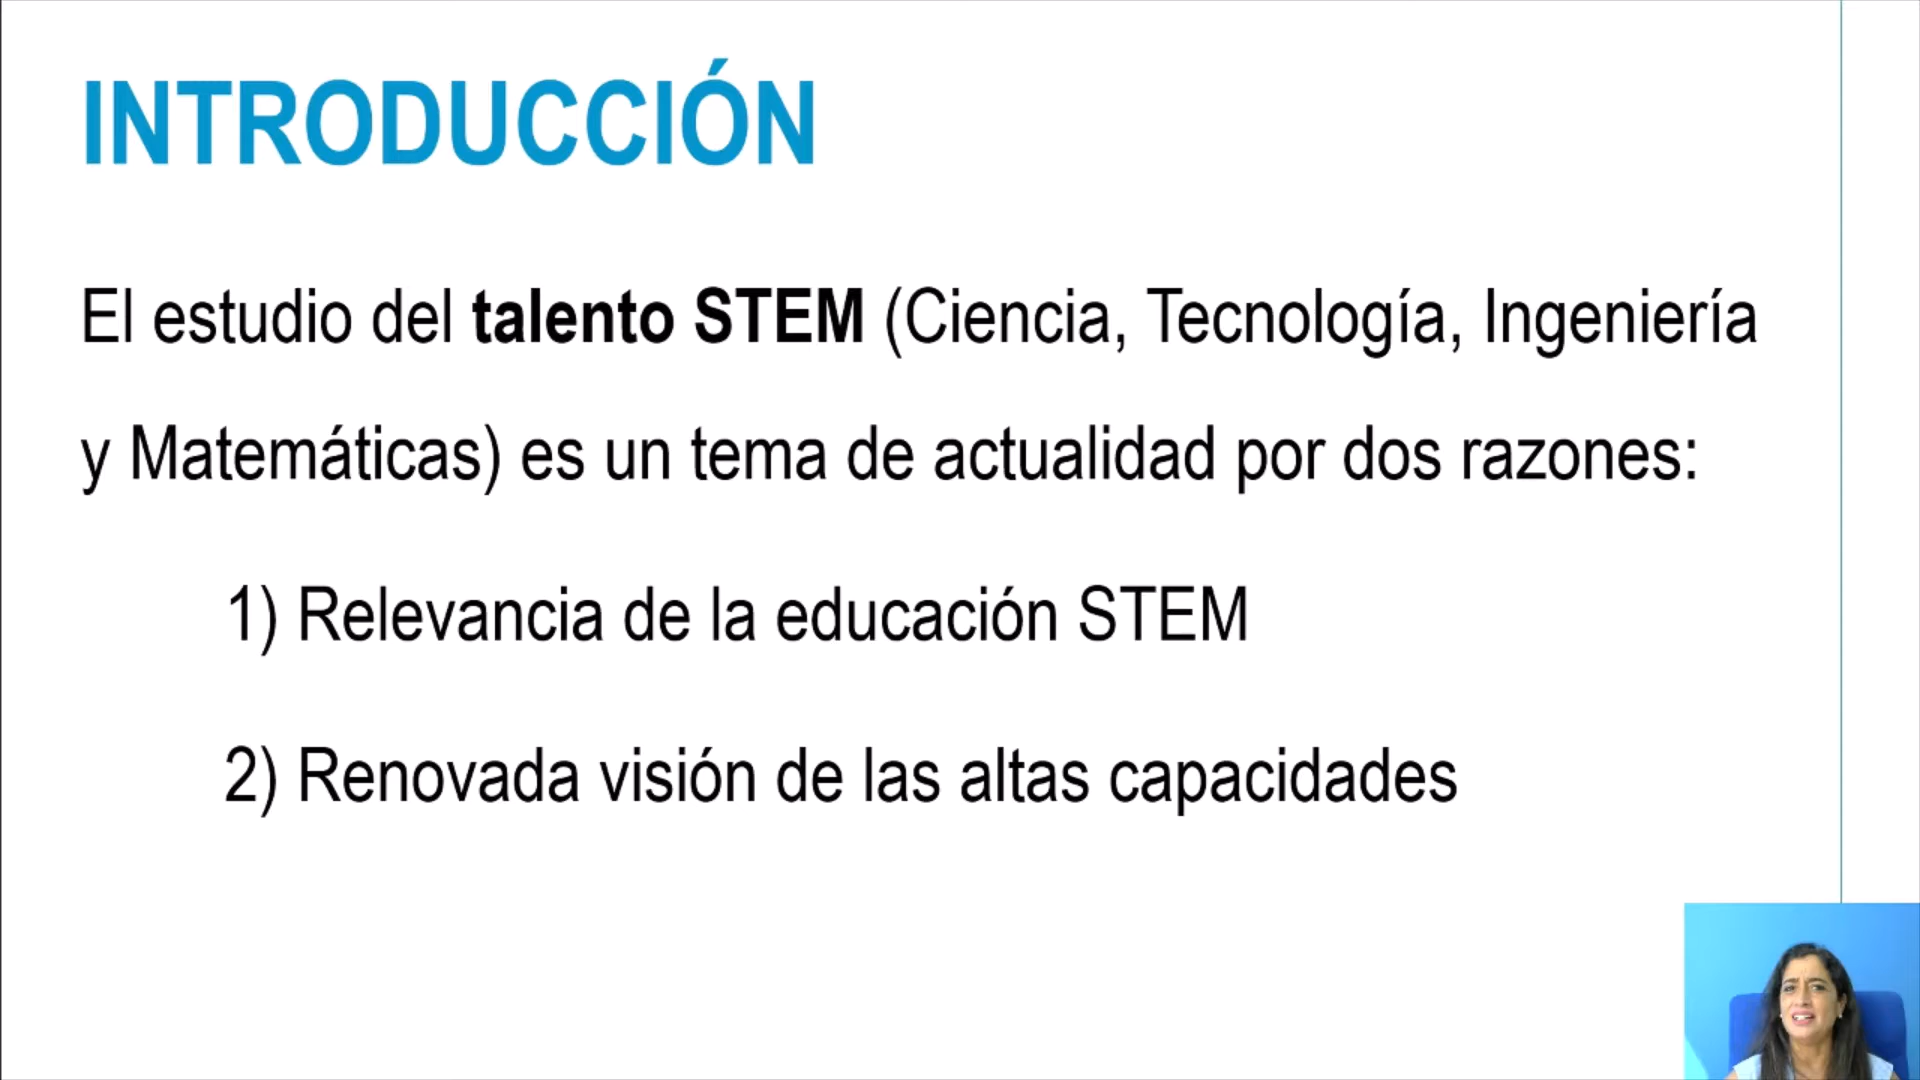 INTRODUCCIÓN
El estudio del talento STEM (Ciencia, Tecnología, Ingeniería
y Matemáticas) es un tema de actualidad por dos razones:
1) Relevancia de la educación STEM
2) Renovada visión de las altas capacidades